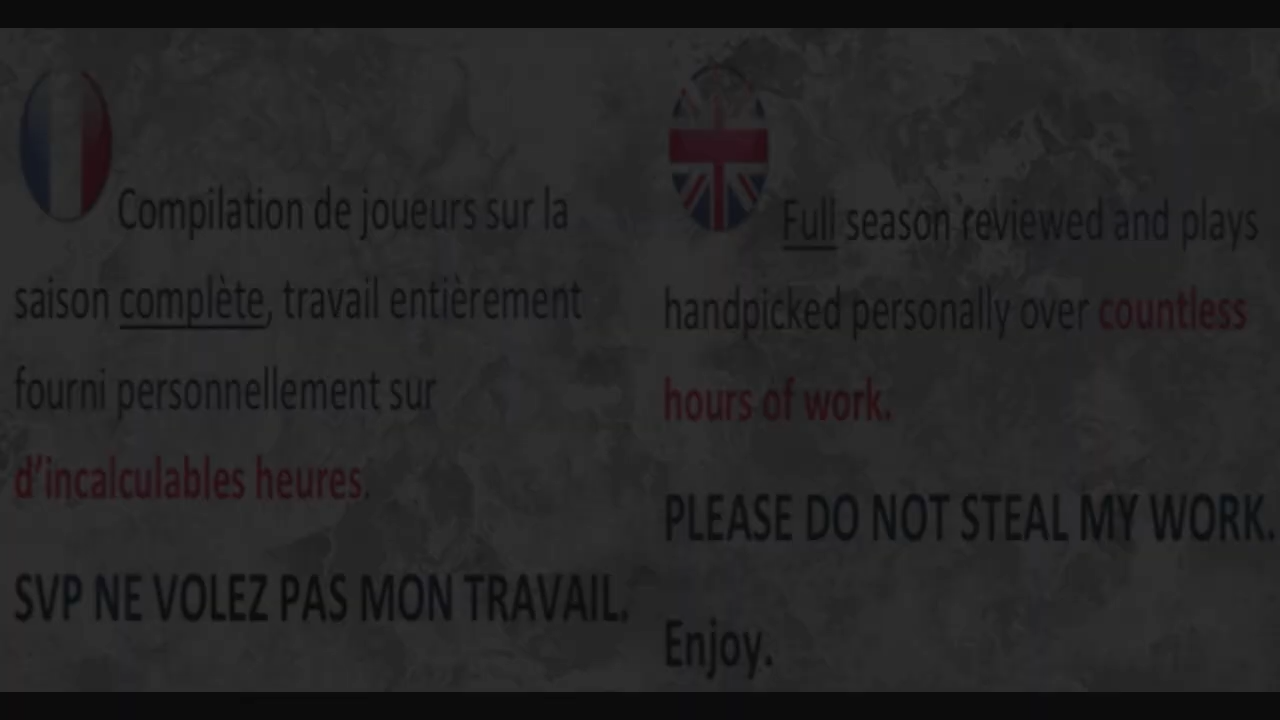 Compilation de joueurs sur la
saison complète, travail entièrement
fourni personnellement sur
d'incalculables heures.
SVP NE VOLEZ PAS MON TRAVAIL.
Full season reviewed and plays
handpicked personally over countless
hours of work.
PLEASE DO NOT STEAL MY WORK.
Enjoy.